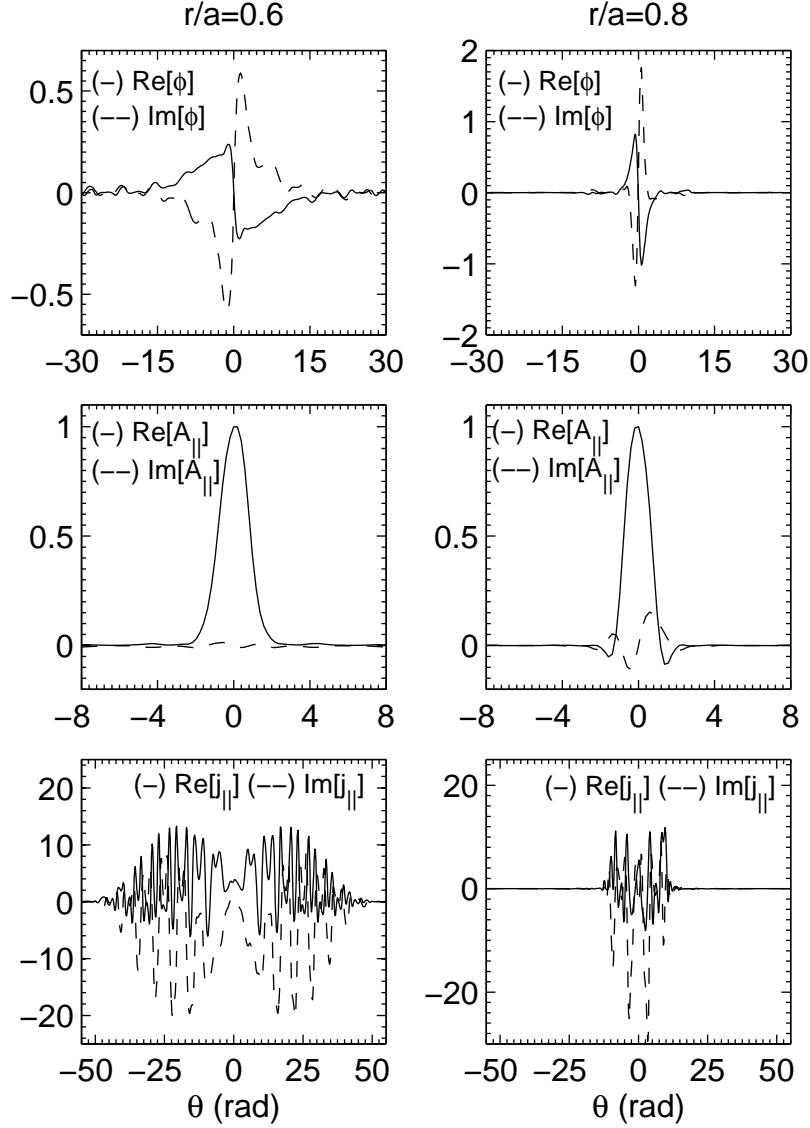 r/a=0.6
r/a=0.8
(−) Re[ϕ]
(−−) Im[ϕ]
0.5
0
−0.5
−30 −15 0 15 30
(−) Re[ϕ]
(−−) Im[ϕ]
2
1
0
−1
−2
−30 −15 0 15 30
(−) Re[A||]
(−−) Im[A||]
1
0.5
0
−8 −4 0 4 8
(−) Re[A||]
(−−) Im[A||]
1
0.5
0
−8 −4 0 4 8
(−) Re[j||] (−−) Im[j||]
20
10
0
−10
−20
−50 −25 0 25 50
θ (rad)
(−) Re[j||] (−−) Im[j||]
20
0
−20
−50 −25 0 25 50
θ (rad)